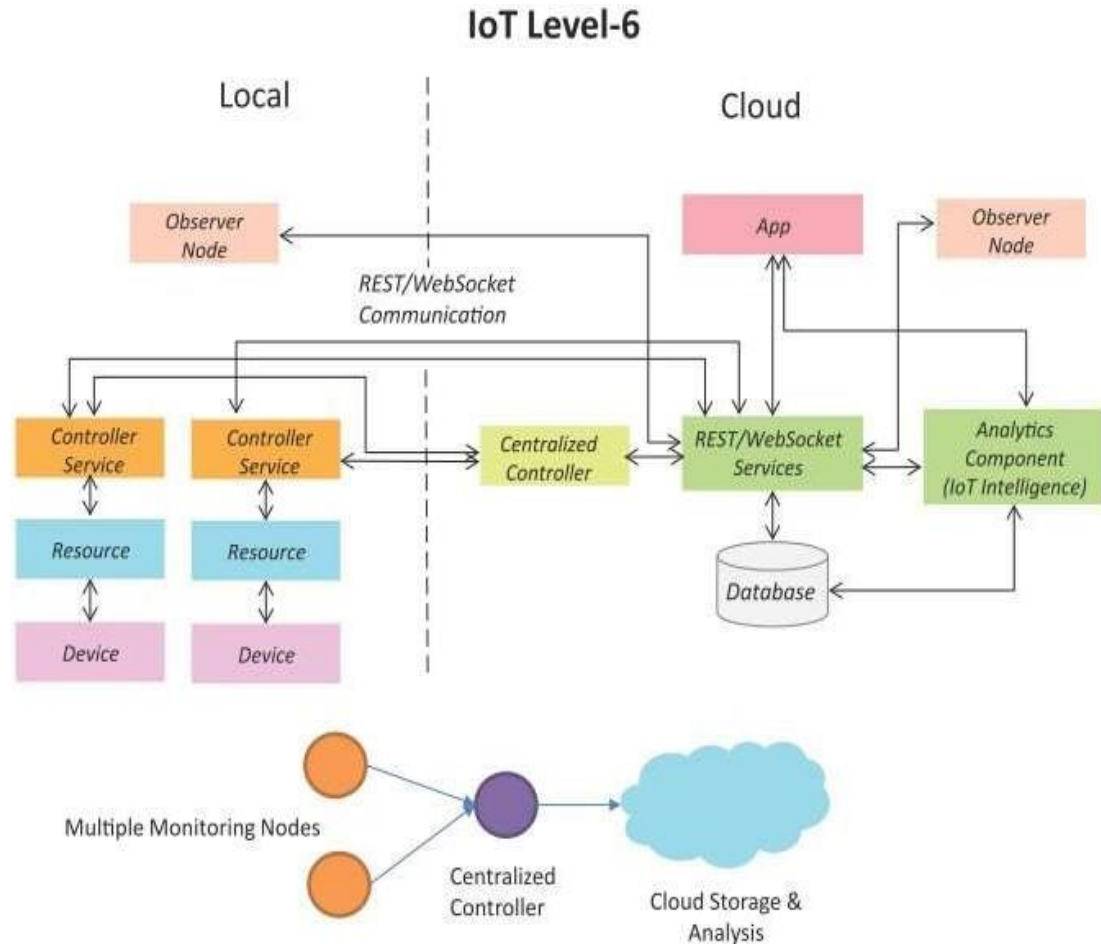 IoT Level-6
Local
Cloud
Observer
Node
App
Observer
Node
REST/WebSocket
Communication
Controller
Service
Controller
Service
Centralized
Controller
REST/WebSocket
Services
Analytics
Component
(IoT Intelligence)
Resource
Resource
Database
Device
Device
Multiple Monitoring Nodes
Centralized
Controller
Cloud Storage &
Analysis